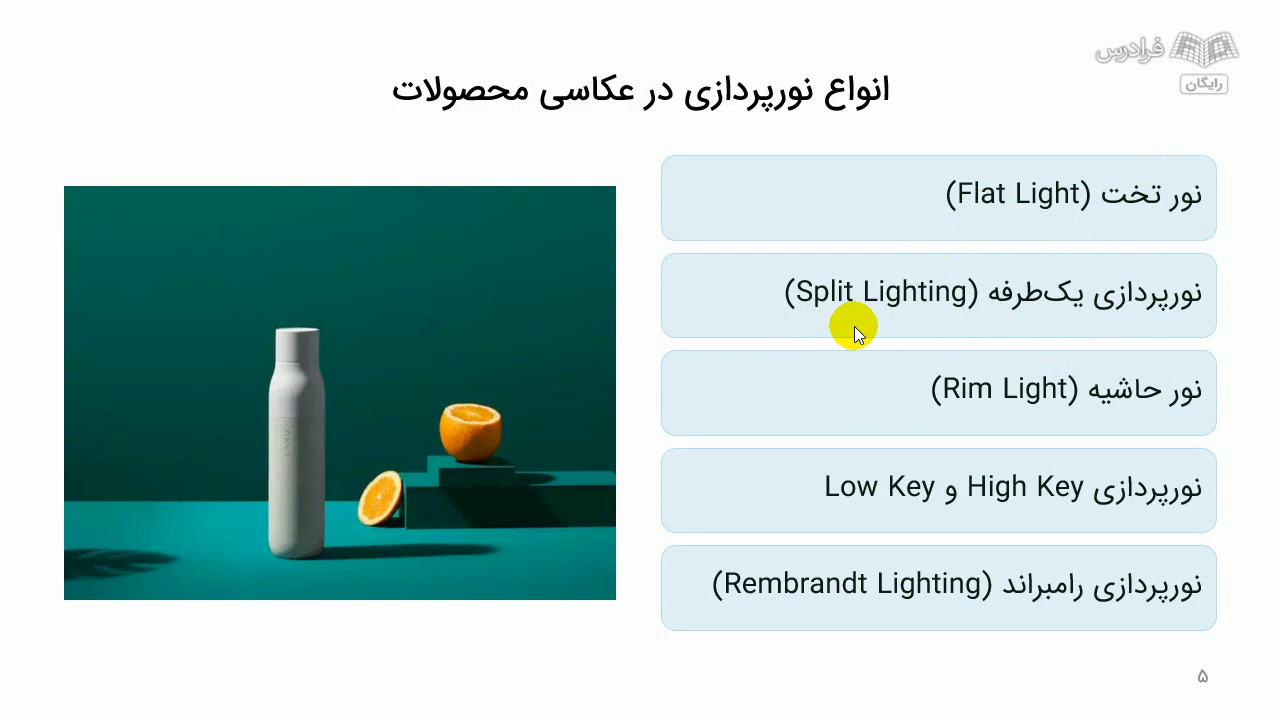 فرادرس
رایگان
انواع نورپردازی در عکاسی محصولات
نور تخت (Flat Light)
نورپردازی یک‌طرفه (Split Lighting)
نور حاشیه (Rim Light)
نورپردازی High Key و Low Key
نورپردازی رامبراند (Rembrandt Lighting)
۵